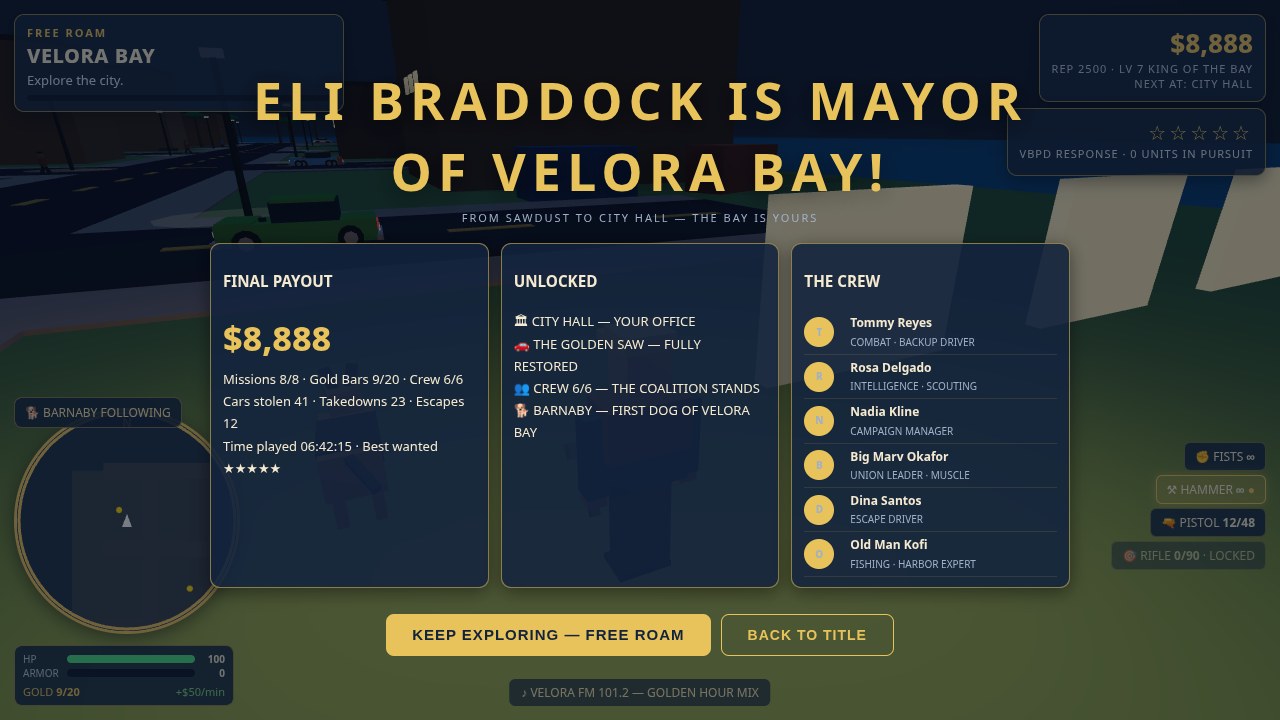 FREE ROAM
VELORA BAY
Explore the city.
$8,888
REP 2500 · LV 7 KING OF THE BAY
NEXT AT: CITY HALL
☆☆☆☆☆
VBPD RESPONSE · 0 UNITS IN PURSUIT
ELI BRADDOCK IS MAYOR
OF VELORA BAY!
FROM SAWDUST TO CITY HALL — THE BAY IS YOURS
FINAL PAYOUT
$8,888
Missions 8/8 · Gold Bars 9/20 · Crew 6/6
Cars stolen 41 · Takedowns 23 · Escapes
12
Time played 06:42:15 · Best wanted
★★★★★
UNLOCKED
🏛 CITY HALL — YOUR OFFICE
🚗 THE GOLDEN SAW — FULLY
RESTORED
👥 CREW 6/6 — THE COALITION STANDS
🐕 BARNABY — FIRST DOG OF VELORA
BAY
THE CREW
T
Tommy Reyes
COMBAT · BACKUP DRIVER
R
Rosa Delgado
INTELLIGENCE · SCOUTING
N
Nadia Kline
CAMPAIGN MANAGER
B
Big Marv Okafor
UNION LEADER · MUSCLE
D
Dina Santos
ESCAPE DRIVER
O
Old Man Kofi
FISHING · HARBOR EXPERT
🐕 BARNABY FOLLOWING
✊ FISTS ∞
⚒ HAMMER ∞ ●
🔫 PISTOL 12/48
🎯 RIFLE 0/90 · LOCKED
HP 100
ARMOR 0
GOLD 9/20 +$50/min
KEEP EXPLORING — FREE ROAM
BACK TO TITLE
♪ VELORA FM 101.2 — GOLDEN HOUR MIX